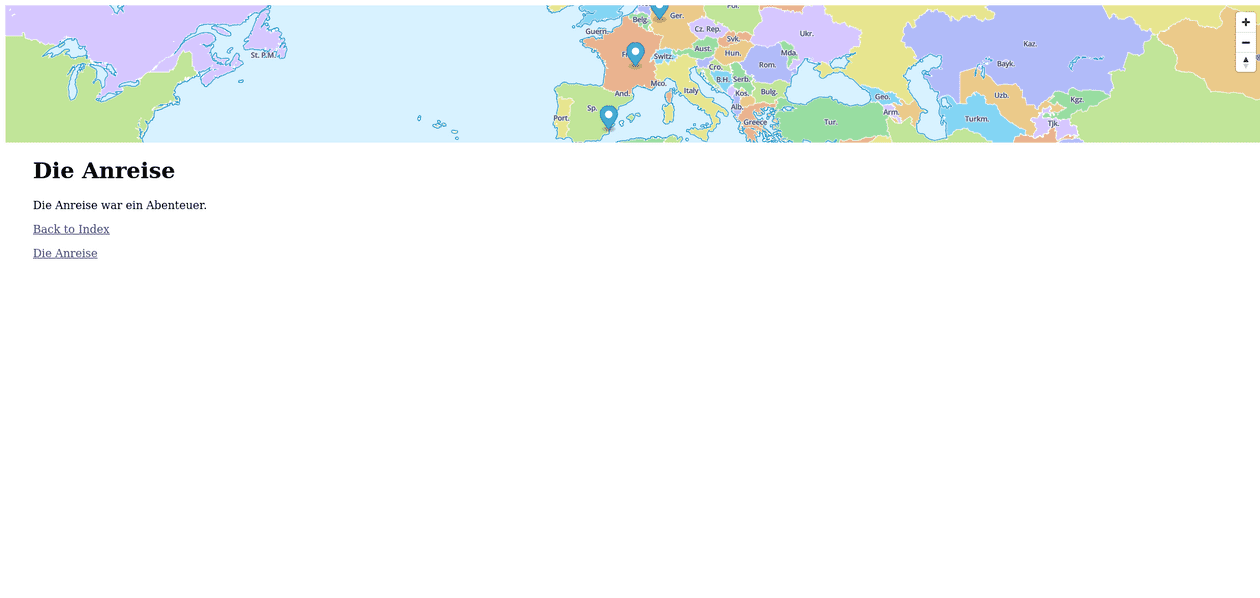 Pol.
Ger.
Belg.
Guern.
Cz. Rep.
Ukr.
Svk.
Kaz.
St. P.M.
Switz.
Aust.
Hun.
Mda.
Rom.
Bayk.
Cro.
B.H.
Serb.
Mco.
And.
Italy
Kos.
Bulg.
Geo.
Uzb.
Kgz.
Sp.
Alb.
Arm.
Port.
Greece
Tur.
Turkm.
Tjk.
Die Anreise
Die Anreise war ein Abenteuer.
Back to Index
Die Anreise